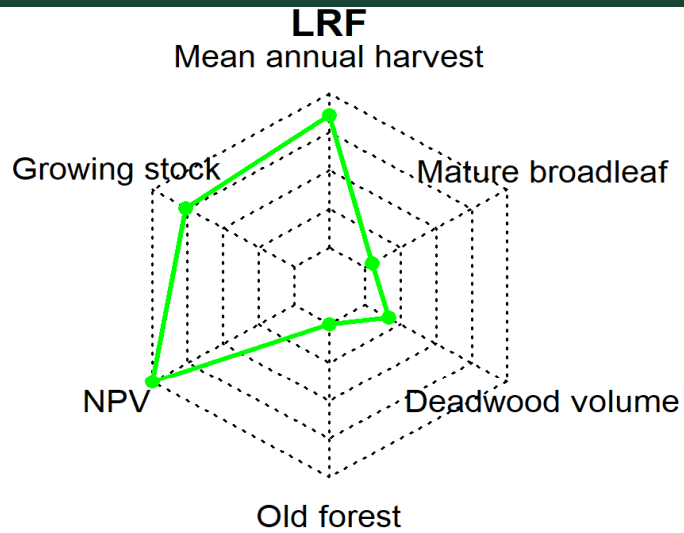 LRF
Mean annual harvest
Growing stock
Mature broadleaf
NPV
Deadwood volume
Old forest